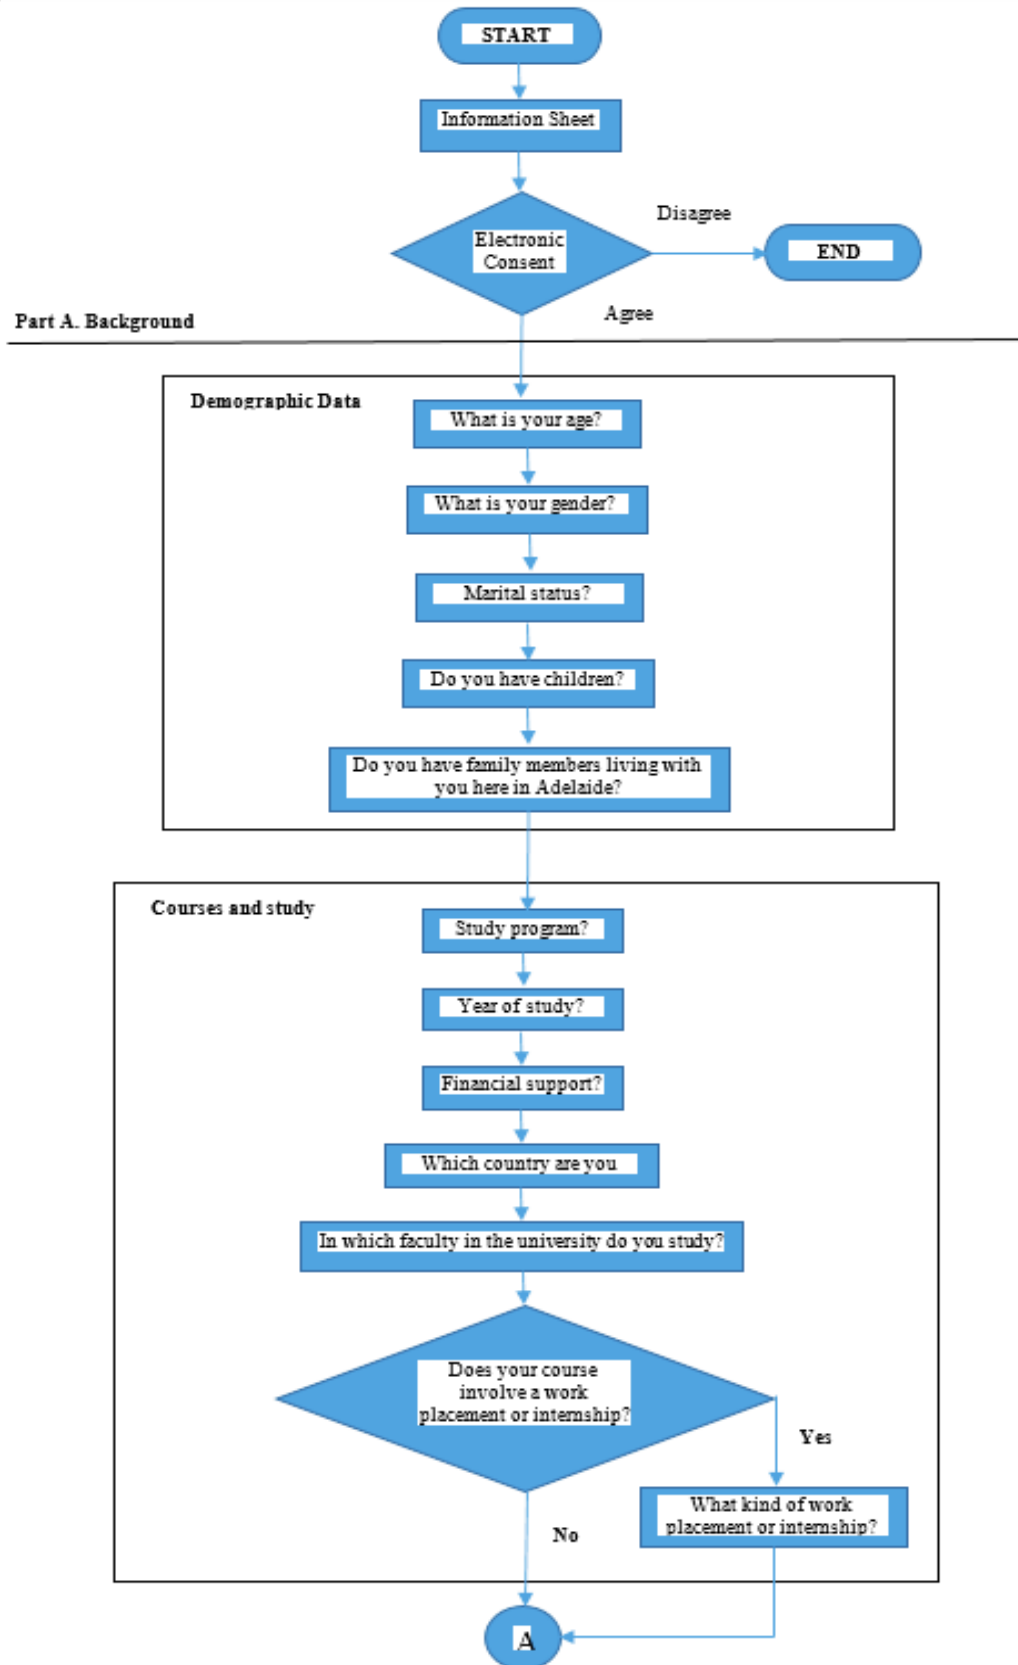 START
Information Sheet
Disagree
Electronic
Consent
END
Agree
Part A. Background
Demographic Data
What is your age?
What is your gender?
Marital status?
Do you have children?
Do you have family members living with
you here in Adelaide?
Courses and study
Study program?
Year of study?
Financial support?
Which country are you
In which faculty in the university do you study?
Does your course
involve a work
placement or internship?
Yes
What kind of work
placement or internship?
No
A